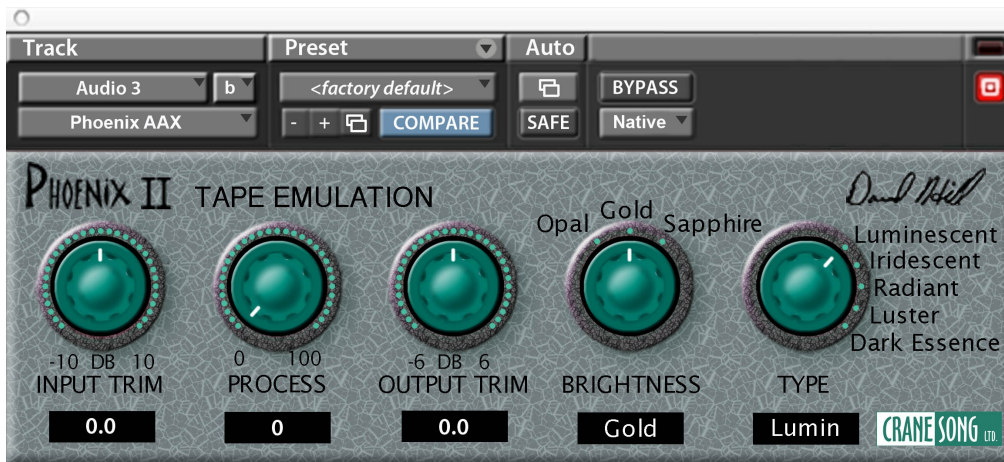 Track Preset Auto
Audio 3 b <factory default> BYPASS
Phoenix AAX - + COMPARE SAFE Native
PHOENIX II TAPE EMULATION David Hill
Opal Gold Sapphire
Luminescent
Iridescent
Radiant
Luster
Dark Essence
-10 DB 10 0 100 -6 DB 6
INPUT TRIM PROCESS OUTPUT TRIM BRIGHTNESS TYPE
0.0 0 0.0 Gold Lumin
CRANE SONG LTD.